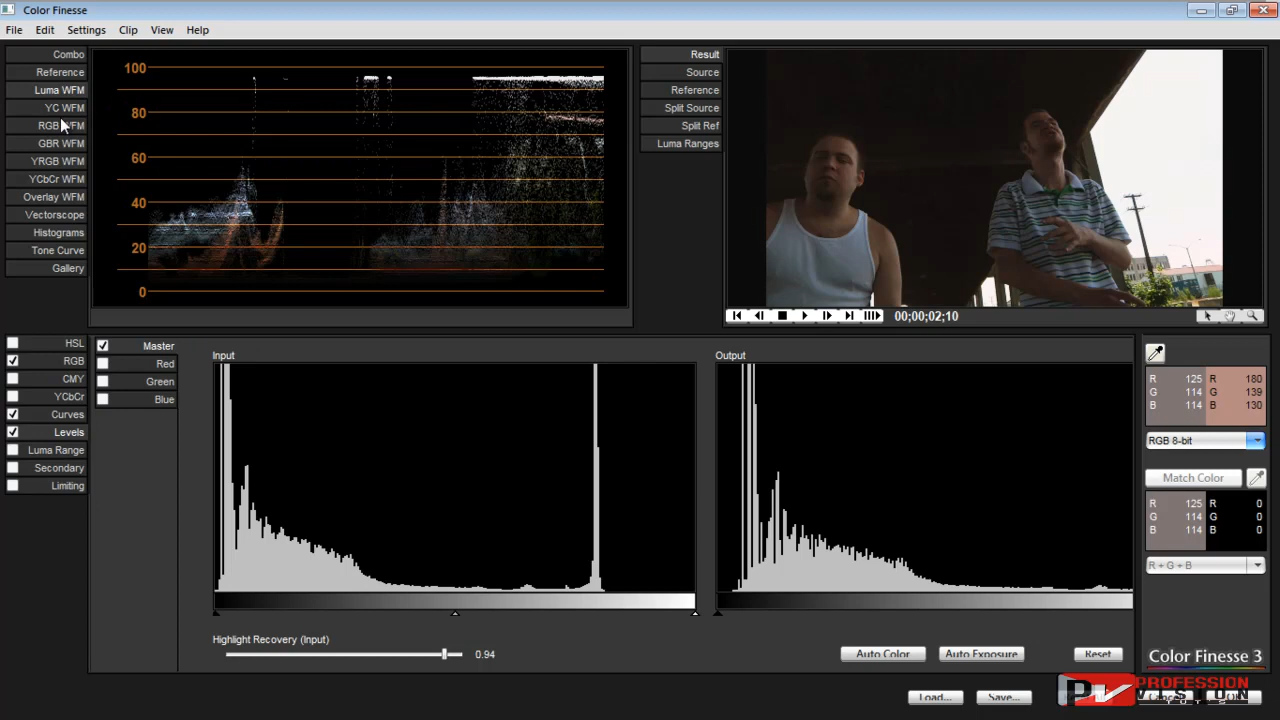 Color Finesse
File Edit Settings Clip View Help
Combo
Reference
Luma WFM
YC WFM
RGB WFM
GBR WFM
YRGB WFM
YCbCr WFM
Overlay WFM
Vectorscope
Histograms
Tone Curve
Gallery
100
80
60
40
20
0
Result
Source
Reference
Split Source
Split Ref
Luma Ranges
00;00;02;10
HSL
RGB
CMY
YCbCr
Curves
Levels
Luma Range
Secondary
Limiting
Master
Red
Green
Blue
Input
Output
Highlight Recovery (Input)
0.94
Auto Color
Auto Exposure
Reset
R 125 R 180
G 114 G 139
B 114 B 130
RGB 8-bit
Match Color
R 125 R 0
G 114 G 0
B 114 B 0
R + G + B
Color Finesse 3
Load...
Save...
PROFESSION
VISION